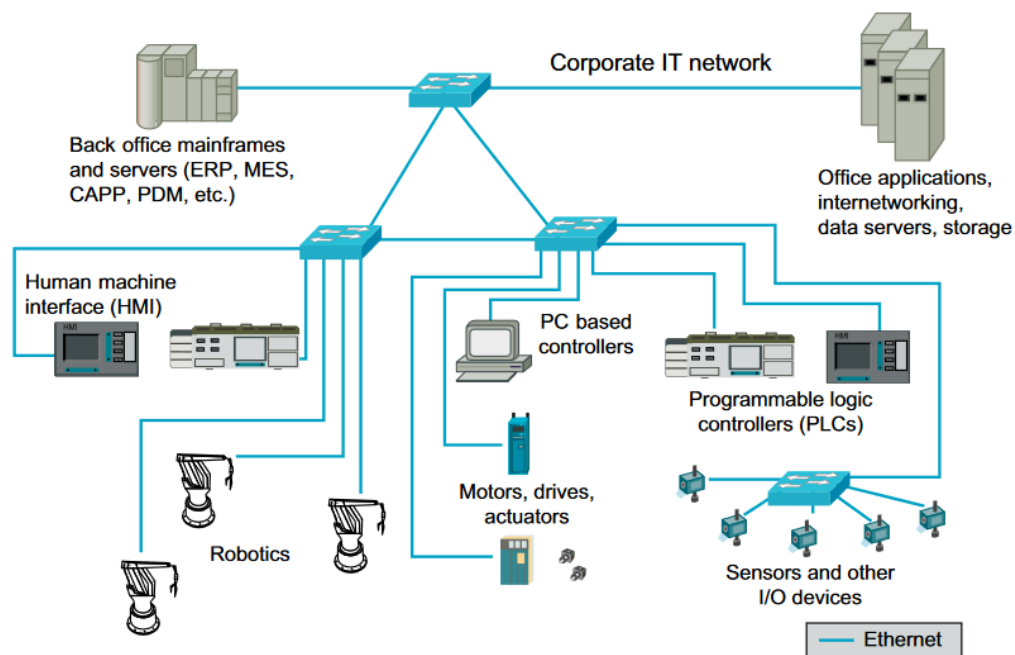 Corporate IT network
Back office mainframes
and servers (ERP, MES,
CAPP, PDM, etc.)
Office applications,
internetworking,
data servers, storage
Human machine
interface (HMI)
HMI
PC based
controllers
HMI
Programmable logic
controllers (PLCs)
Motors, drives,
actuators
Robotics
Sensors and other
I/O devices
Ethernet